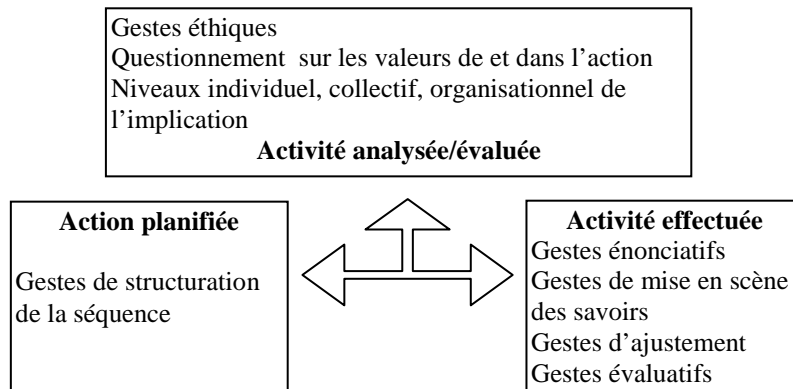 Gestes éthiques
Questionnement sur les valeurs de et dans l’action
Niveaux individuel, collectif, organisationnel de
l’implication
Activité analysée/évaluée
Action planifiée
Gestes de structuration
de la séquence
Activité effectuée
Gestes énonciatifs
Gestes de mise en scène
des savoirs
Gestes d’ajustement
Gestes évaluatifs